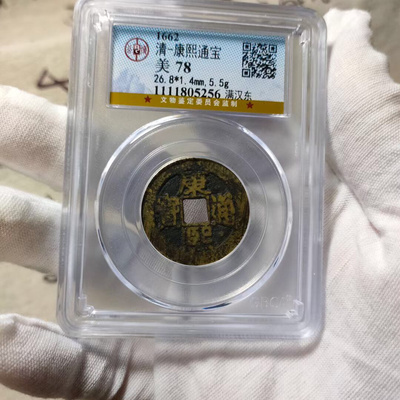 1662
清-康熙通宝
美 78
26.8*1.4mm,5.5g
1111805256 满汉东
★文物鉴定委员会监制★
康熙通寶